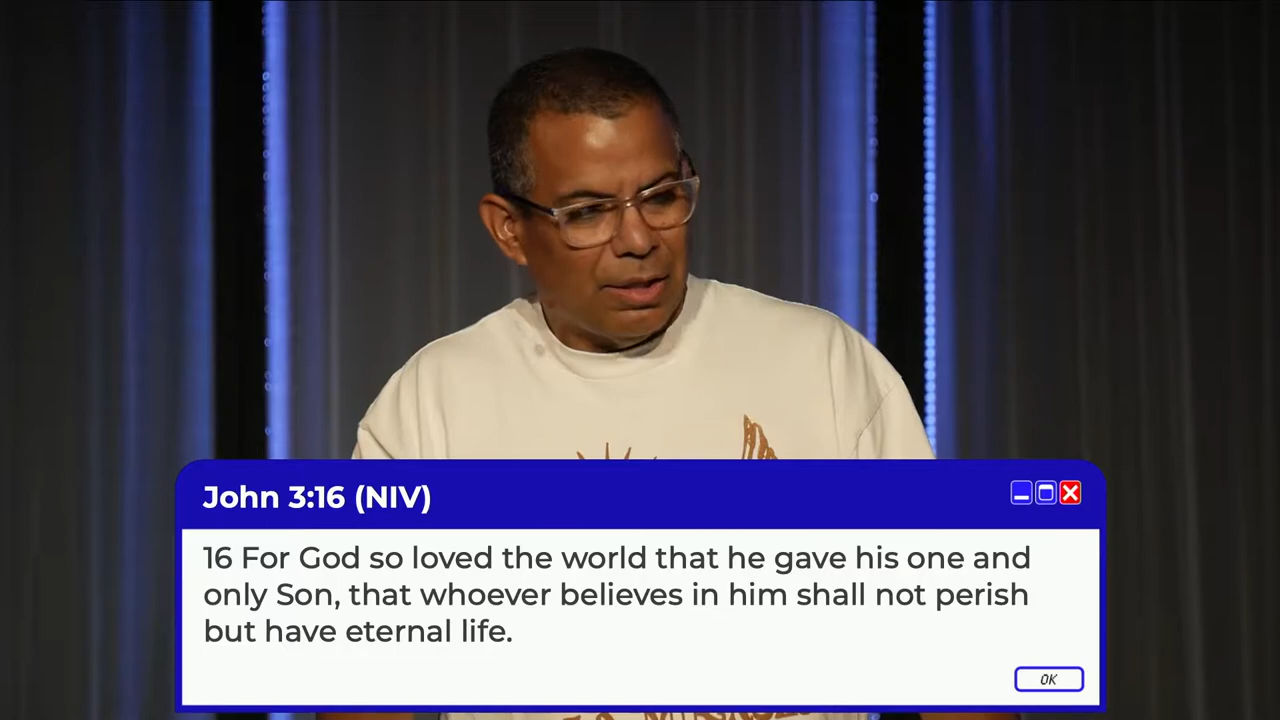 John 3:16 (NIV)
16 For God so loved the world that he gave his one and
only Son, that whoever believes in him shall not perish
but have eternal life.
OK